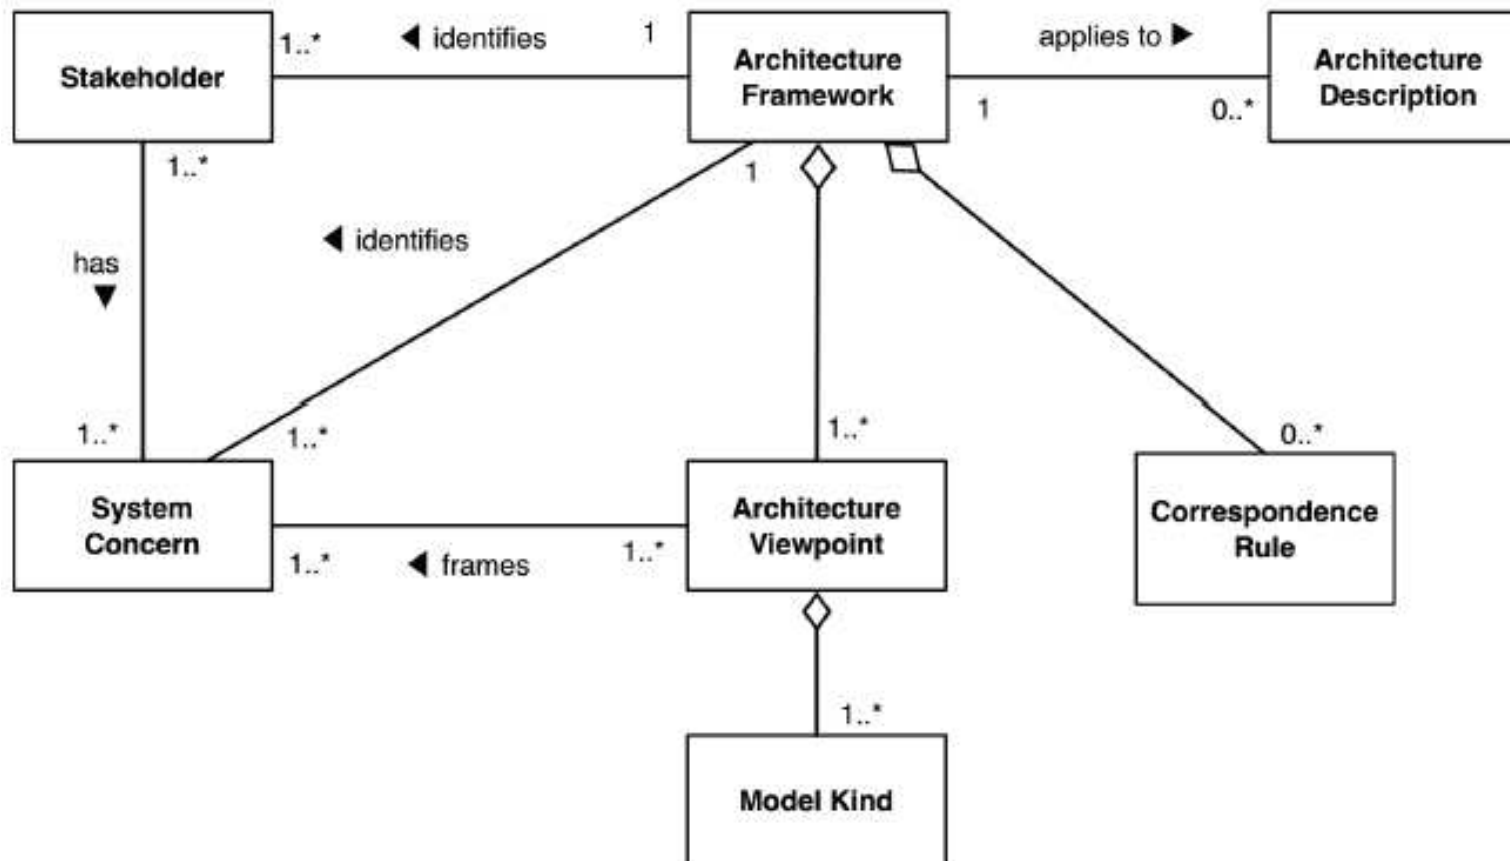 1..*
◄ identifies
1
applies to ►
Stakeholder
Architecture
Framework
Architecture
Description
1
0..*
1..*
1
◄ identifies
has
▼
1..*
1..*
1..*
0..*
System
Concern
Architecture
Viewpoint
Correspondence
Rule
1..*
◄ frames
1..*
1..*
Model Kind